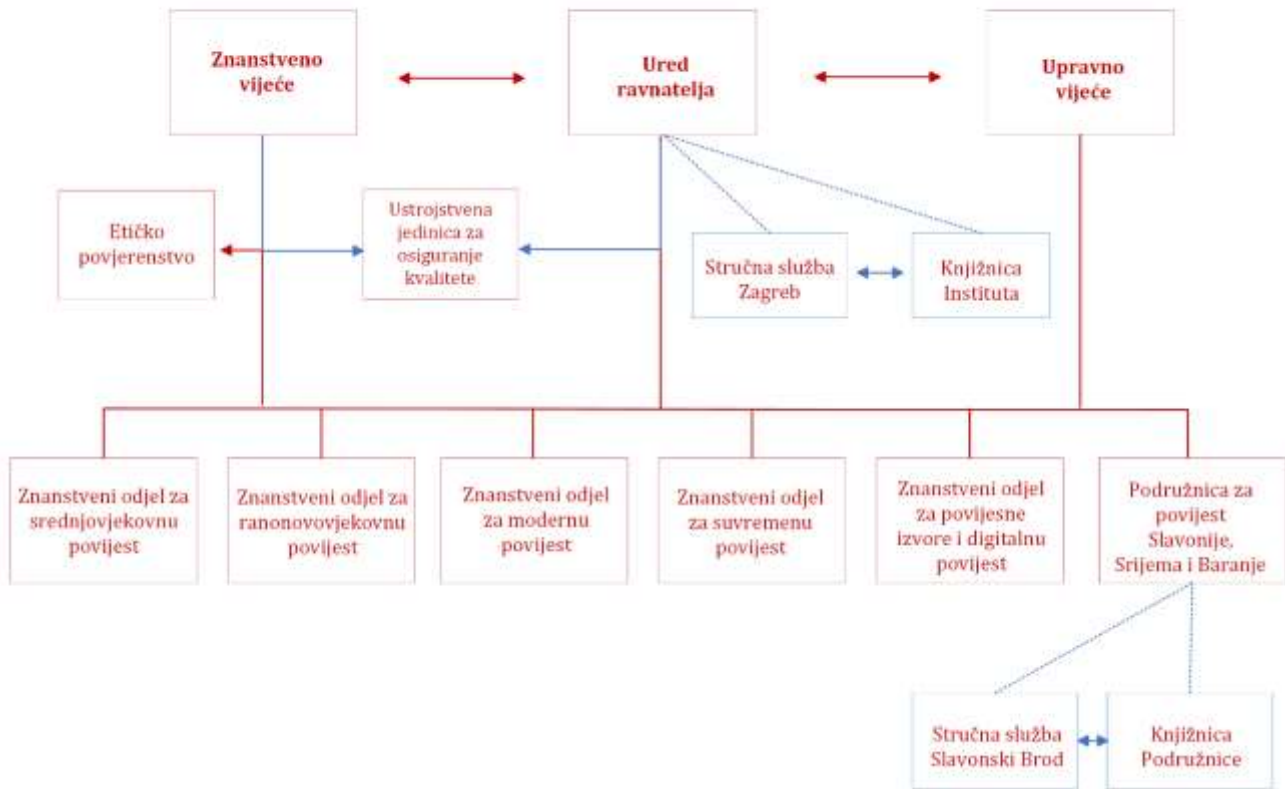 Znanstveno
vijeće
Ured
ravnatelja
Upravno
vijeće
Etičko
povjerenstvo
Ustrojstvena
jedinica za
osiguranje
kvalitete
Stručna služba
Zagreb
Knjižnica
Instituta
Znanstveni odjel za
srednjovjekovnu
povijest
Znanstveni odjel za
ranonovovjekovnu
povijest
Znanstveni odjel
za modernu
povijest
Znanstveni odjel
za suvremenu
povijest
Znanstveni odjel
za povijesne
izvore i digitalnu
povijest
Podružnica za
povijest
Slavonije,
Srijema i Baranje
Stručna služba
Slavonski Brod
Knjižnica
Podružnice